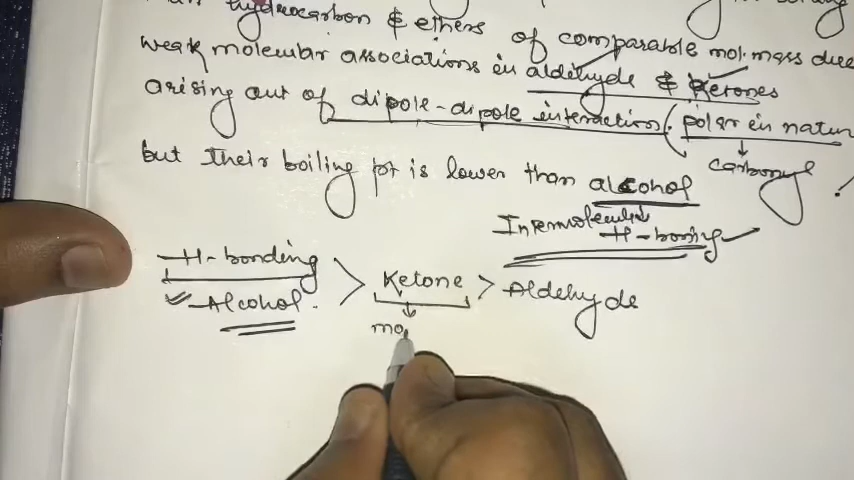 hydrocarbon & ethers of comparable mol. mass due
weak molecular associations in aldehyde & Ketones
arising out of dipole-dipole interaction. (polar in natur
carbonyl
but their boiling pt is lower than alcohol
Intermolecular
H-bonding
H-bonding
Alcohol. > Ketone > Aldehyde
mo